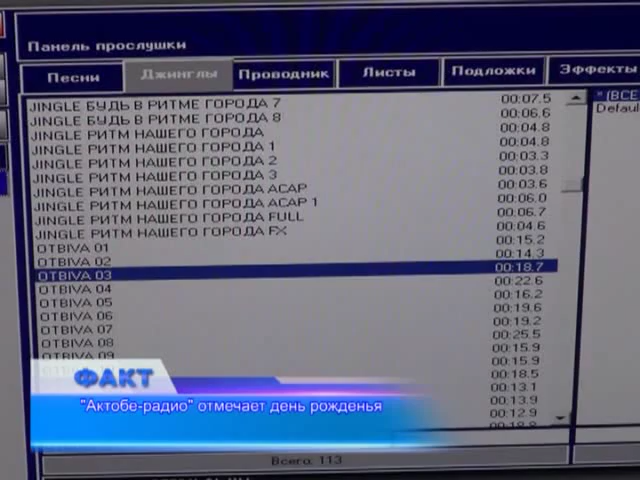 Панель прослушки
Песни Джинглы Проводник Листы Подложки Эффекты
JINGLE БУДЬ В РИТМЕ ГОРОДА 7 00:07.5
JINGLE БУДЬ В РИТМЕ ГОРОДА 8 00:06.6
JINGLE РИТМ НАШЕГО ГОРОДА 00:04.8
JINGLE РИТМ НАШЕГО ГОРОДА 1 00:04.8
JINGLE РИТМ НАШЕГО ГОРОДА 2 00:03.3
JINGLE РИТМ НАШЕГО ГОРОДА 3 00:03.8
JINGLE РИТМ НАШЕГО ГОРОДА ACAP 00:03.6
JINGLE РИТМ НАШЕГО ГОРОДА ACAP 1 00:06.0
JINGLE РИТМ НАШЕГО ГОРОДА FULL 00:06.7
JINGLE РИТМ НАШЕГО ГОРОДА FX 00:04.6
OTBIVA 01 00:15.2
OTBIVA 02 00:14.3
OTBIVA 03 00:18.7
OTBIVA 04 00:22.6
OTBIVA 05 00:16.2
OTBIVA 06 00:19.6
OTBIVA 07 00:19.2
OTBIVA 08 00:25.5
OTBIVA 09 00:15.9
00:15.9
00:18.5
00:13.1
00:13.9
00:12.9
* (ВСЕ
Defaul
ФАКТ
"Актобе-радио" отмечает день рожденья
Всего: 113